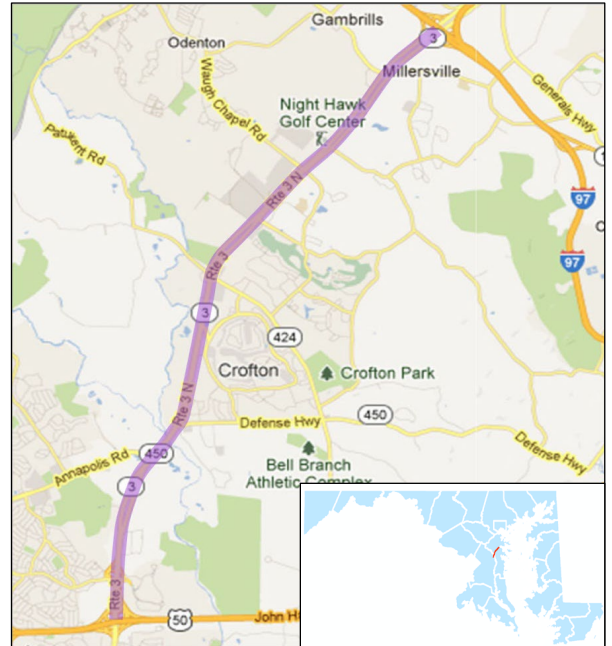 Gambrills
3
Odenton
Millersville
Waugh Chapel Rd
Night Hawk
Golf Center
Generals Hwy
Patuxent Rd
1
97
Rte 3 N
97
C
Rte 3
3
424
Crofton
Crofton Park
Rte 3 N
450
Defense Hwy
450
Defense Hwy
Annapolis Rd
Bell Branch
Athletic Complex
3
Rte 3
50
John H